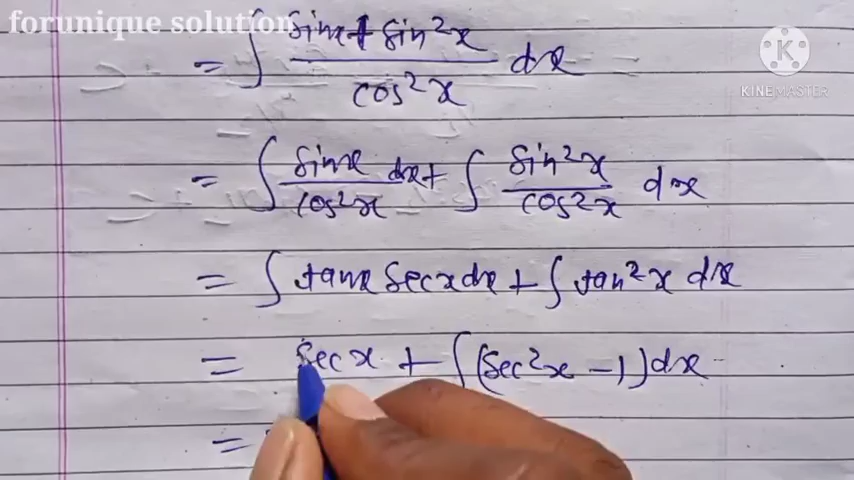 forunique solution
= ∫ (sinx + sin²x)/cos²x dx
KINEMASTER
= ∫ sinx/cos²x dx + ∫ sin²x/cos²x dx
= ∫ tanx secx dx + ∫ tan²x dx
= secx + ∫(sec²x - 1) dx
=